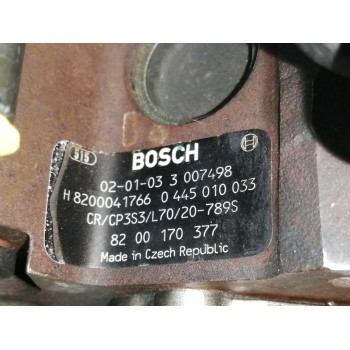 515 BOSCH
02-01-03 3 007498
H 8200041766 0 445 010 033
CR/CP3S3/L70/20-789S
82 00 170 377
Made in Czech Republic